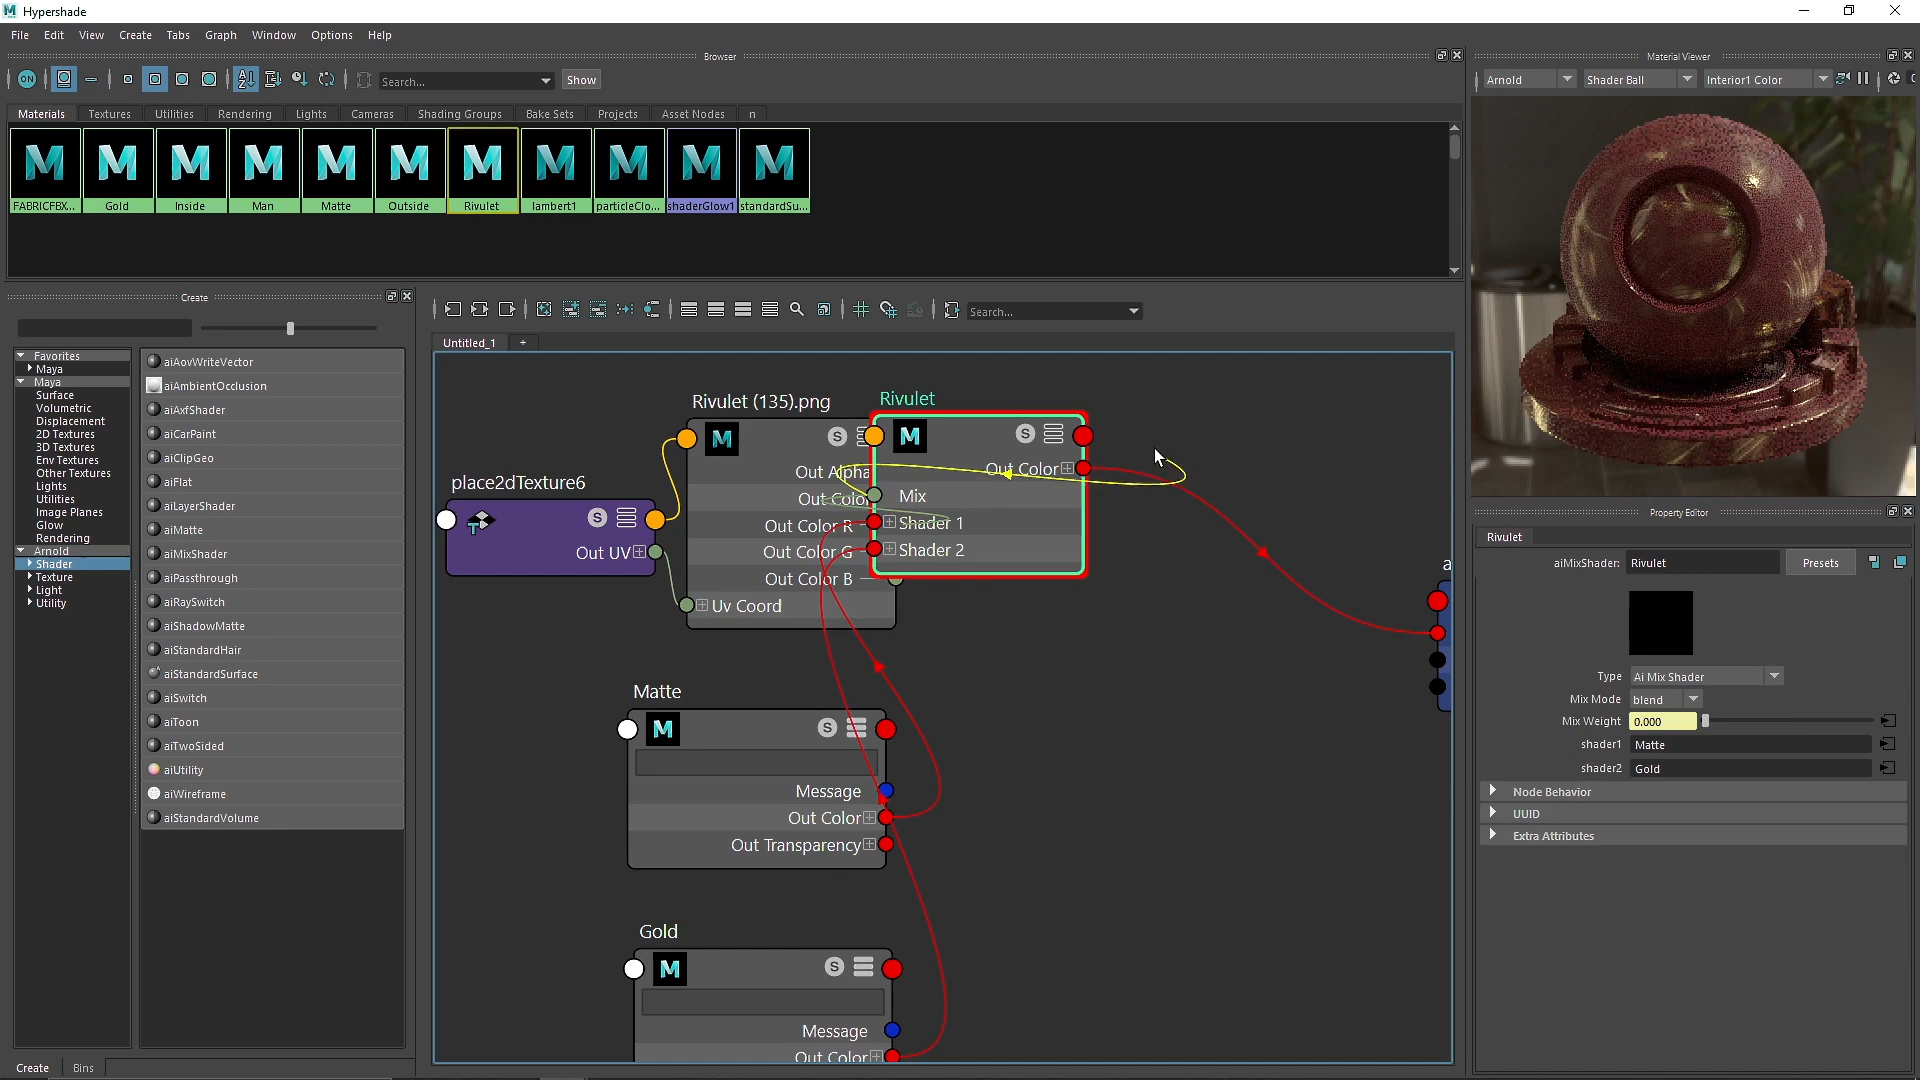 Hypershade
File Edit View Create Tabs Graph Window Options Help
Browser
Material Viewer
ON
Search...
Show
Arnold
Shader Ball
Interior1 Color
Materials Textures Utilities Rendering Lights Cameras Shading Groups Bake Sets Projects Asset Nodes n
FABRICFBX... Gold Inside Man Matte Outside Rivulet lambert1 particleClo... shaderGlow1 standardSu...
Create
Search...
Untitled_1 +
Favorites
Maya
Maya
Surface
Volumetric
Displacement
2D Textures
3D Textures
Env Textures
Other Textures
Lights
Utilities
Image Planes
Glow
Rendering
Arnold
Shader
Texture
Light
Utility
aiAovWriteVector
aiAmbientOcclusion
aiAxfShader
aiCarPaint
aiClipGeo
aiFlat
aiLayerShader
aiMatte
aiMixShader
aiPassthrough
aiRaySwitch
aiShadowMatte
aiStandardHair
aiStandardSurface
aiSwitch
aiToon
aiTwoSided
aiUtility
aiWireframe
aiStandardVolume
Create Bins
place2dTexture6
S
Out UV
Rivulet (135).png
S
Out Alpha
Out Color
Out Color R
Out Color G
Out Color B
Uv Coord
Rivulet
S
Out Color
Mix
Shader 1
Shader 2
a
Matte
S
Message
Out Color
Out Transparency
Gold
S
Message
Out Color
Property Editor
Rivulet
aiMixShader: Rivulet Presets
Type Ai Mix Shader
Mix Mode blend
Mix Weight 0.000
shader1 Matte
shader2 Gold
Node Behavior
UUID
Extra Attributes